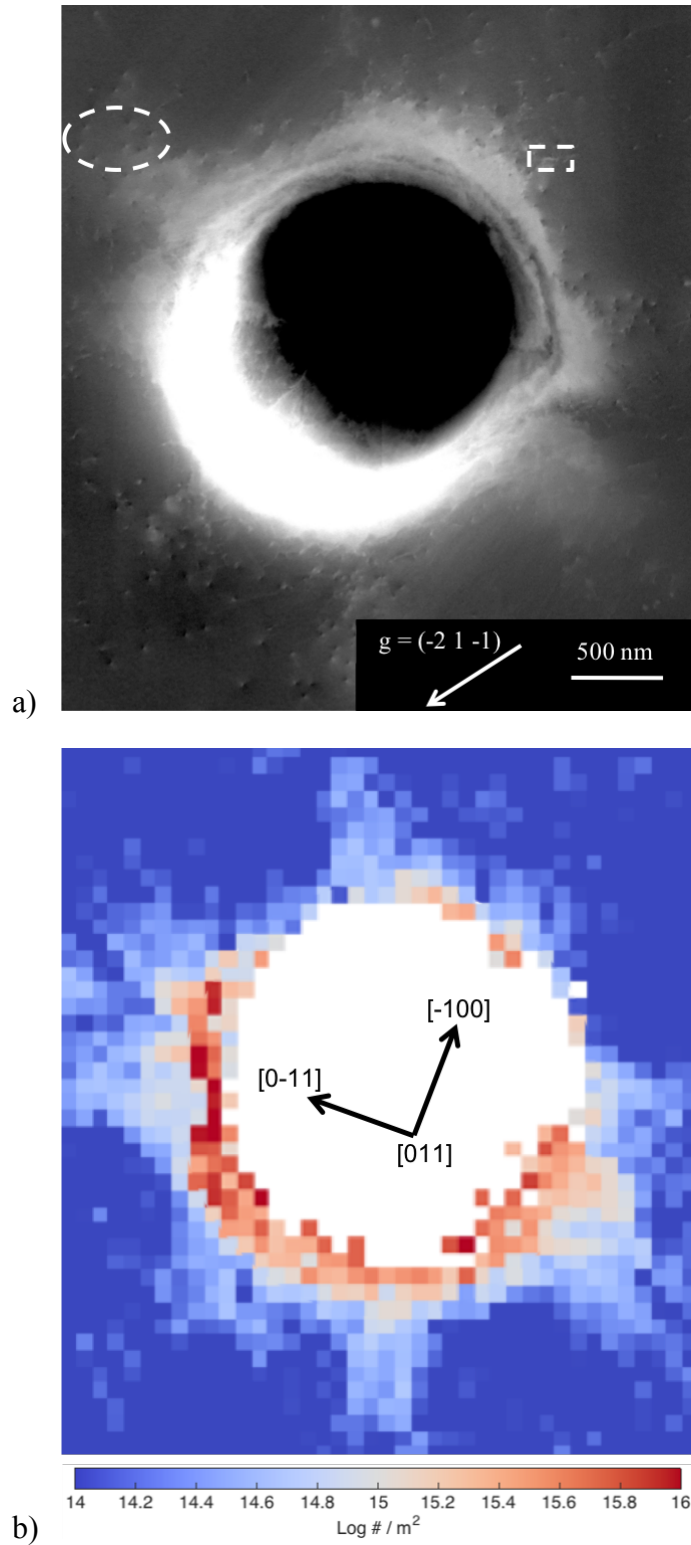 g = (-2 1 -1)
500 nm
a)
[-100]
[0-11]
[011]
14 14.2 14.4 14.6 14.8 15 15.2 15.4 15.6 15.8 16
Log # / m²
b)